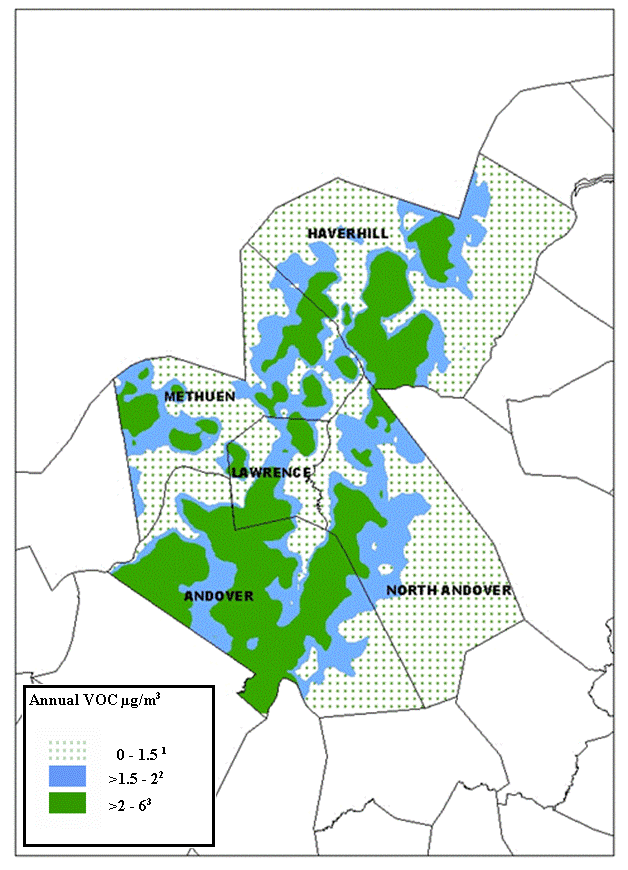 HAVERHILL
METHUEN
LAWRENCE
ANDOVER
NORTH ANDOVER
Annual VOC µg/m³
0 - 1.5 ¹
>1.5 - 2²
>2 - 6³